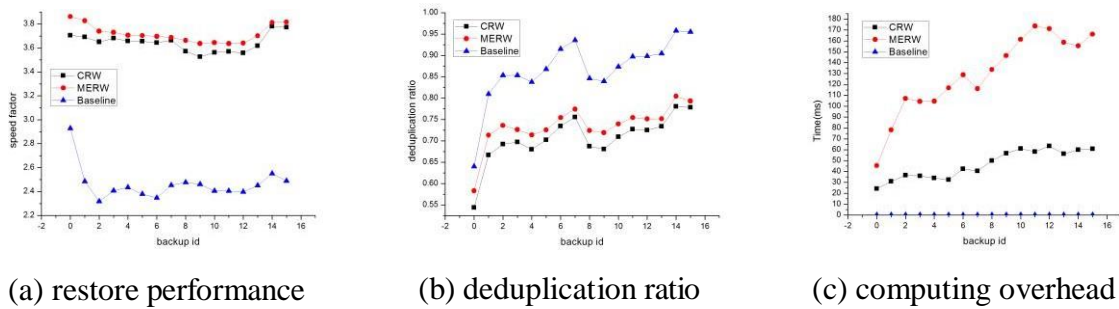 3.8
3.6
3.4
3.2
3.0
2.8
2.6
2.4
2.2
speed factor
CRW
MERW
Baseline
-2 0 2 4 6 8 10 12 14 16
backup id
(a) restore performance
1.00
0.95
0.90
0.85
0.80
0.75
0.70
0.65
0.60
0.55
deduplication ratio
CRW
MERW
Baseline
-2 0 2 4 6 8 10 12 14 16
backup id
(b) deduplication ratio
180
170
160
150
140
130
120
110
100
90
80
70
60
50
40
30
20
10
0
Time(ms)
CRW
MERW
Baseline
-2 0 2 4 6 8 10 12 14 16
backup id
(c) computing overhead